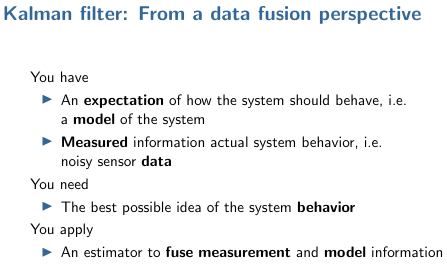 Kalman filter: From a data fusion perspective
You have
▶ An expectation of how the system should behave, i.e.
a model of the system
▶ Measured information actual system behavior, i.e.
noisy sensor data
You need
▶ The best possible idea of the system behavior
You apply
▶ An estimator to fuse measurement and model information